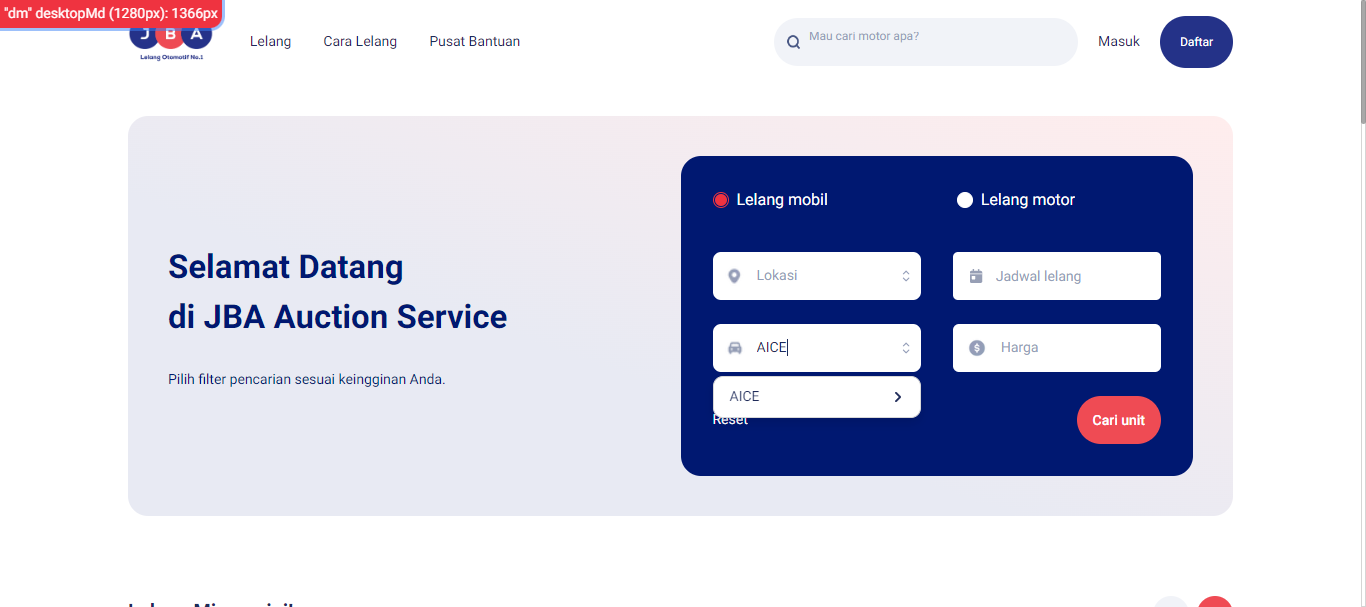 "dm" desktopMd (1280px): 1366px
J B A
Lelang Otomotif No.1
Lelang
Cara Lelang
Pusat Bantuan
Mau cari motor apa?
Masuk
Daftar
Selamat Datang
di JBA Auction Service
Pilih filter pencarian sesuai keingginan Anda.
Lelang mobil
Lelang motor
Lokasi
Jadwal lelang
AICE
Harga
AICE
Reset
Cari unit